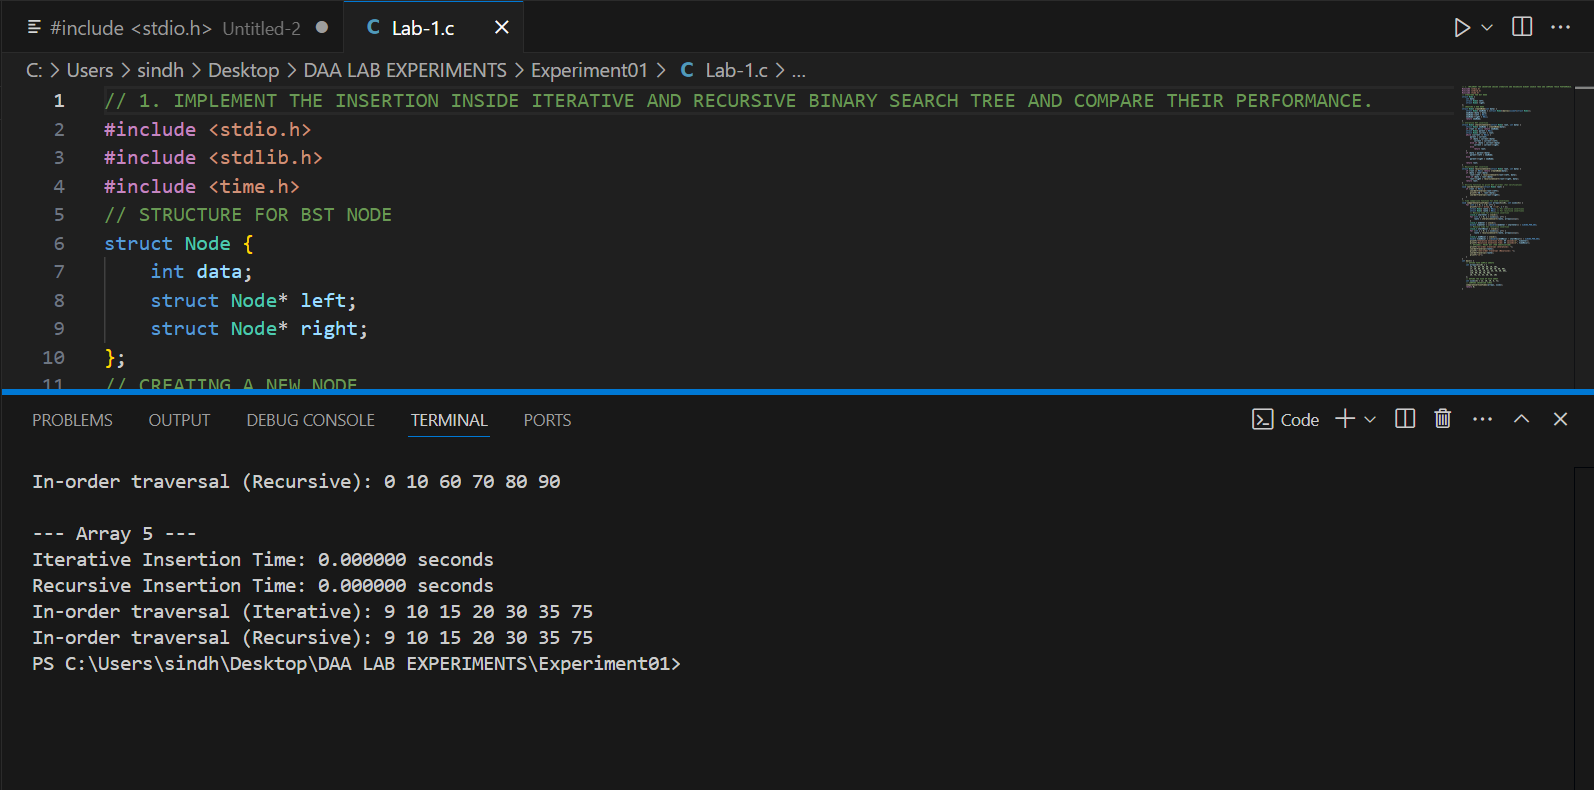 #include <stdio.h> Untitled-2 C Lab-1.c
C: > Users > sindh > Desktop > DAA LAB EXPERIMENTS > Experiment01 > C Lab-1.c > ...
1 // 1. IMPLEMENT THE INSERTION INSIDE ITERATIVE AND RECURSIVE BINARY SEARCH TREE AND COMPARE THEIR PERFORMANCE.
2 #include <stdio.h>
3 #include <stdlib.h>
4 #include <time.h>
5 // STRUCTURE FOR BST NODE
6 struct Node {
7     int data;
8     struct Node* left;
9     struct Node* right;
10 };
11 // CREATING A NEW NODE
PROBLEMS OUTPUT DEBUG CONSOLE TERMINAL PORTS Code
In-order traversal (Recursive): 0 10 60 70 80 90
--- Array 5 ---
Iterative Insertion Time: 0.000000 seconds
Recursive Insertion Time: 0.000000 seconds
In-order traversal (Iterative): 9 10 15 20 30 35 75
In-order traversal (Recursive): 9 10 15 20 30 35 75
PS C:\Users\sindh\Desktop\DAA LAB EXPERIMENTS\Experiment01>